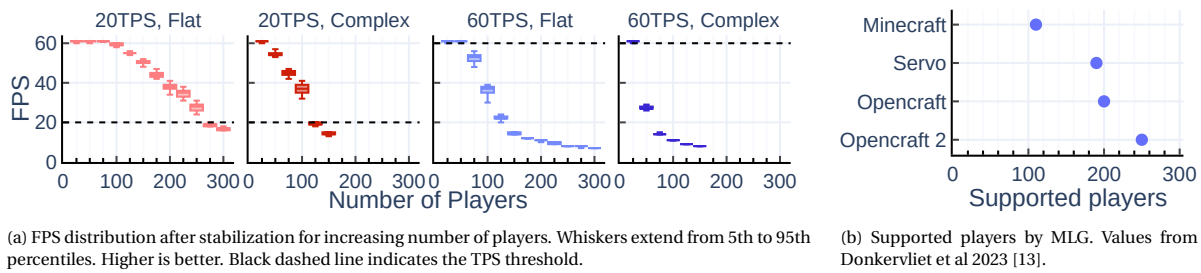 20TPS, Flat 20TPS, Complex 60TPS, Flat 60TPS, Complex
FPS
60
40
20
0
0 100 200 300 0 100 200 300 0 100 200 300 0 100 200 300
Number of Players
(a) FPS distribution after stabilization for increasing number of players. Whiskers extend from 5th to 95th
percentiles. Higher is better. Black dashed line indicates the TPS threshold.
Minecraft
Servo
Opencraft
Opencraft 2
0 100 200 300
Supported players
(b) Supported players by MLG. Values from
Donkervliet et al 2023 [13].